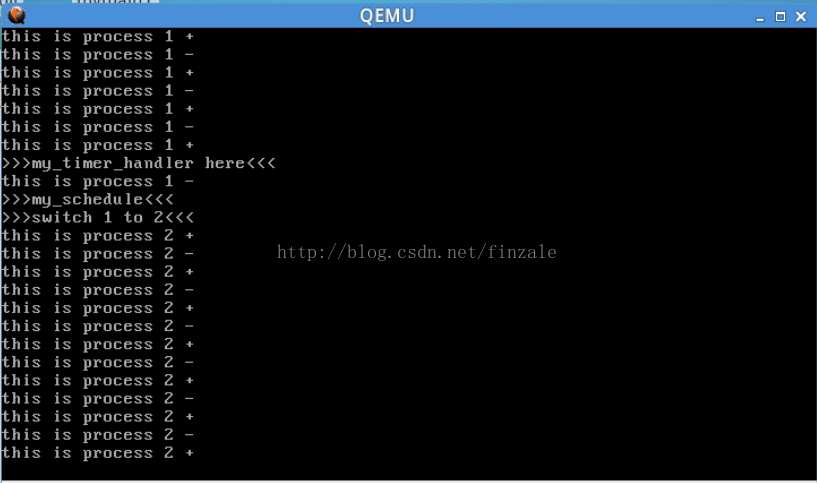 QEMU
this is process 1 +
this is process 1 -
this is process 1 +
this is process 1 -
this is process 1 +
this is process 1 -
this is process 1 +
>>>my_timer_handler here<<<
this is process 1 -
>>>my_schedule<<<
>>>switch 1 to 2<<<
this is process 2 +
this is process 2 -
http://blog.csdn.net/finzale
this is process 2 +
this is process 2 -
this is process 2 +
this is process 2 -
this is process 2 +
this is process 2 -
this is process 2 +
this is process 2 -
this is process 2 +
this is process 2 -
this is process 2 +